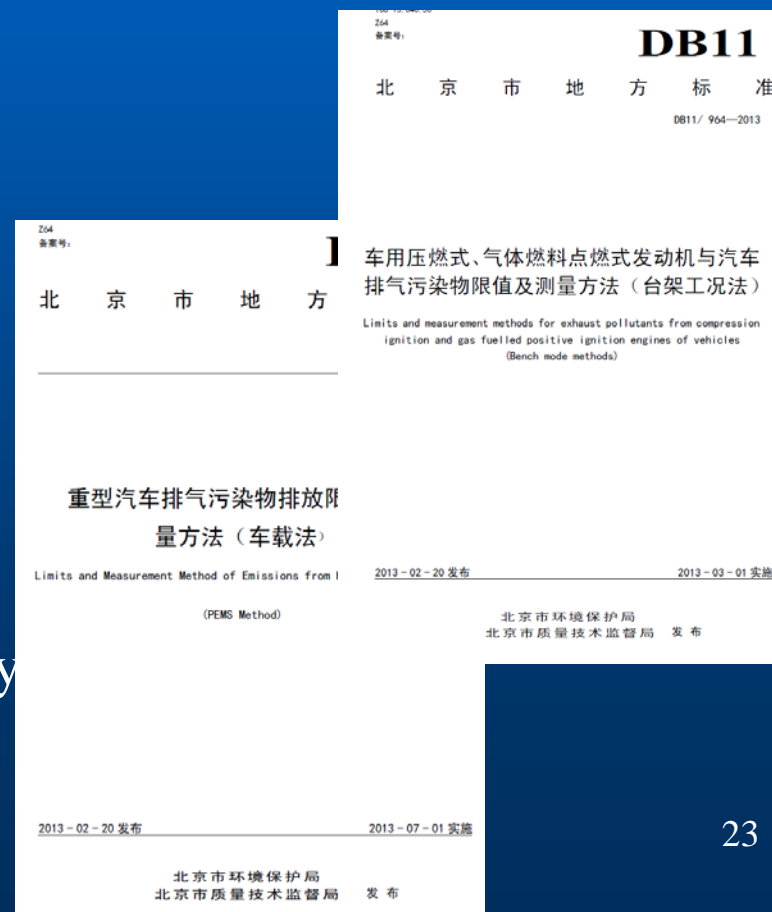 Z64
备案号:
DB11
北京市地方标准
DB11/ 964—2013
车用压燃式、气体燃料点燃式发动机与汽车
排气污染物限值及测量方法（台架工况法）
Limits and measurement methods for exhaust pollutants from compression
ignition and gas fuelled positive ignition engines of vehicles
(Bench mode methods)
2013-02-20 发布
2013-03-01 实施
北京市环境保护局
北京市质量技术监督局 发布
Z64
备案号:
北京市地方
重型汽车排气污染物排放限
量方法（车载法）
Limits and Measurement Method of Emissions from
(PEMS Method)
2013-02-20 发布
2013-07-01 实施
北京市环境保护局
北京市质量技术监督局 发布
y
23